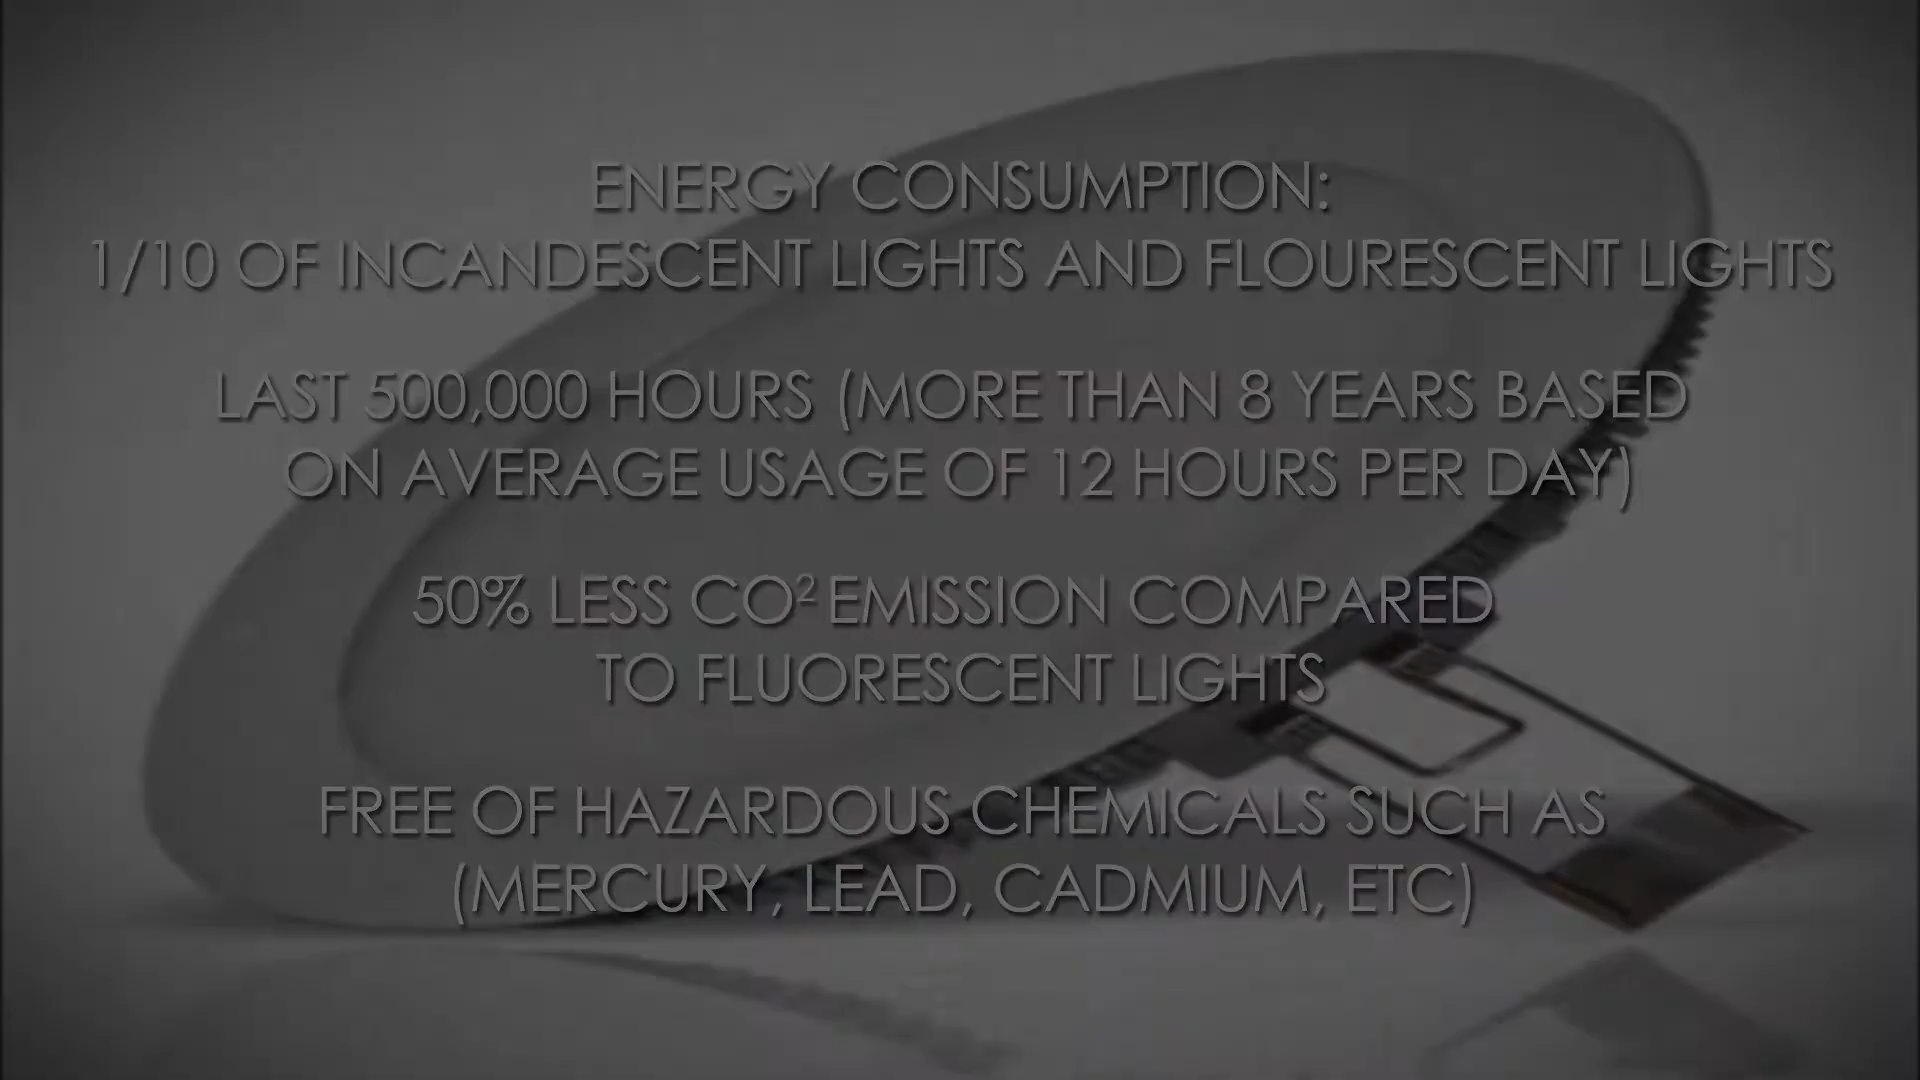 ENERGY CONSUMPTION:
1/10 OF INCANDESCENT LIGHTS AND FLOURESCENT LIGHTS
LAST 500,000 HOURS (MORE THAN 8 YEARS BASED
ON AVERAGE USAGE OF 12 HOURS PER DAY)
50% LESS CO² EMISSION COMPARED
TO FLUORESCENT LIGHTS
FREE OF HAZARDOUS CHEMICALS SUCH AS
(MERCURY, LEAD, CADMIUM, ETC)